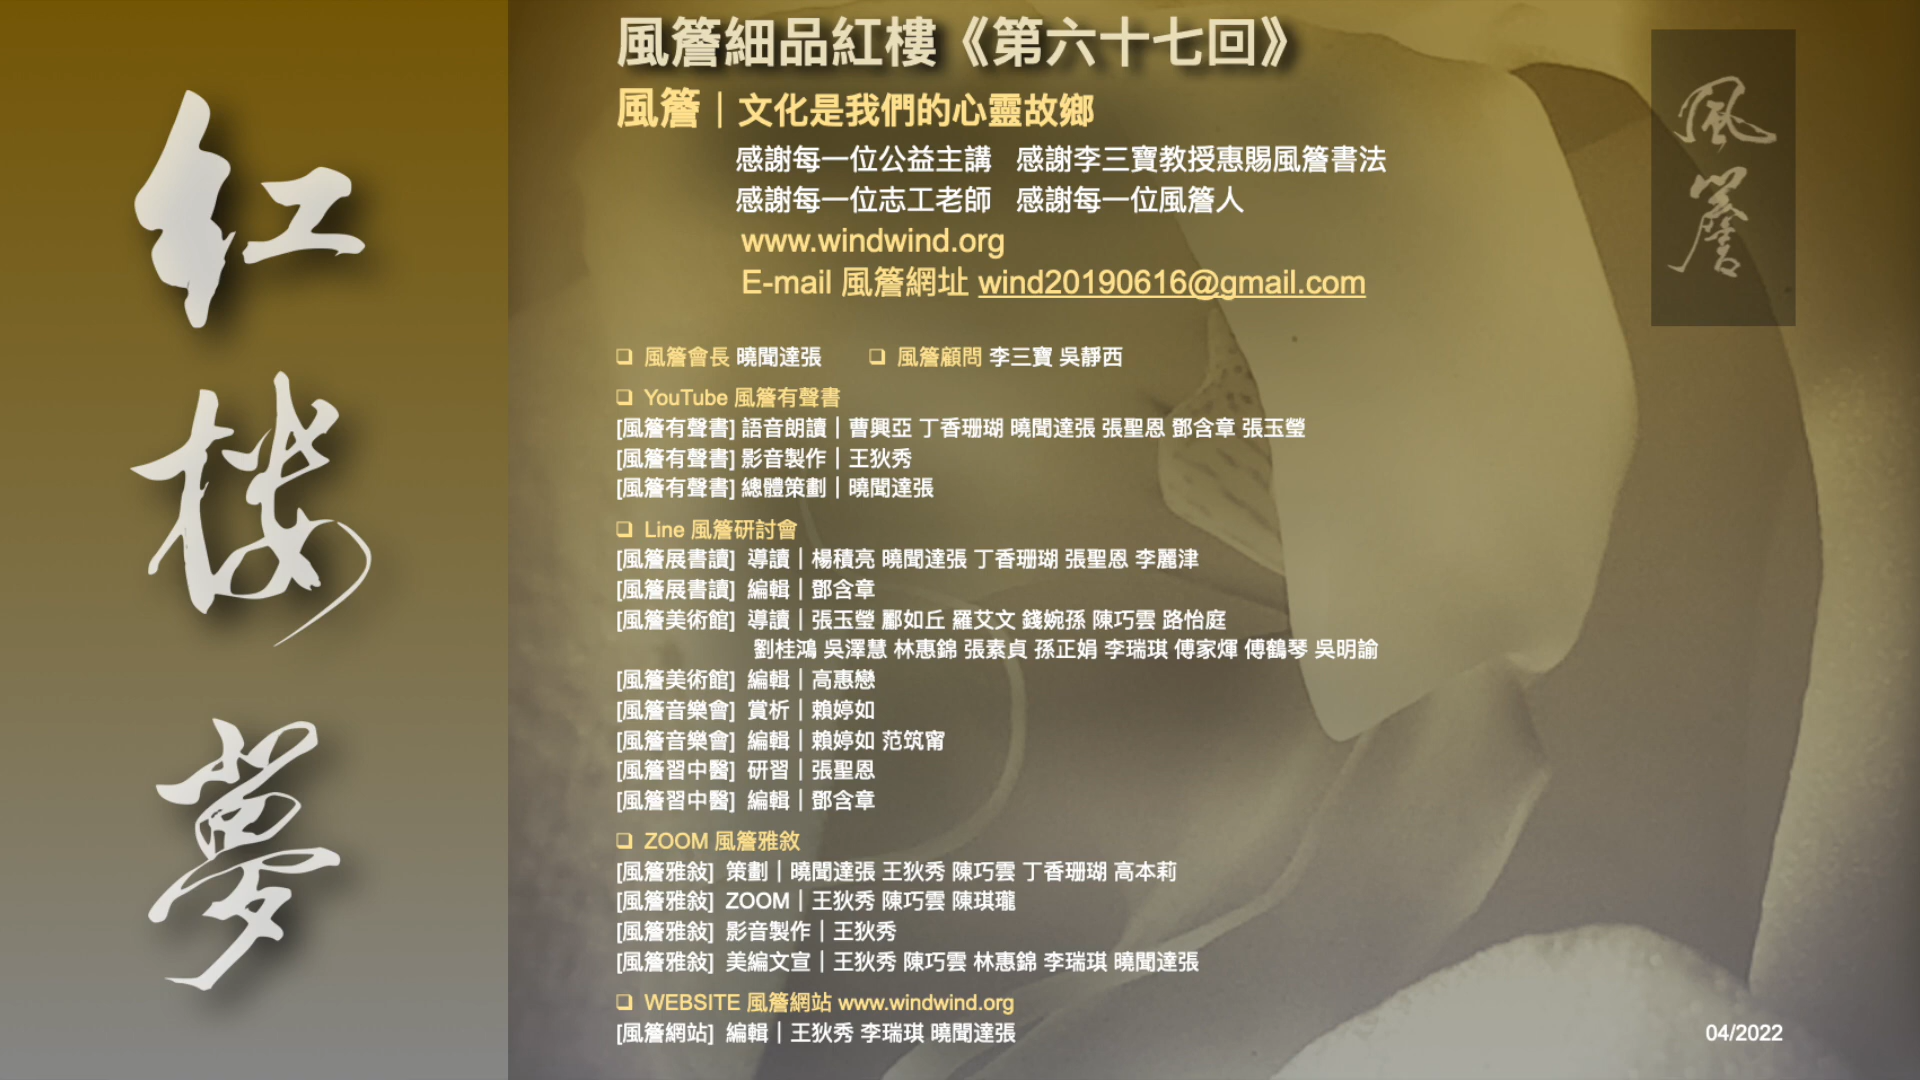 红楼梦
風簷細品紅樓《第六十七回》
風簷｜文化是我們的心靈故鄉
感謝每一位公益主講 感謝李三寶教授惠賜風簷書法
感謝每一位志工老師 感謝每一位風簷人
www.windwind.org
E-mail 風簷網址 wind20190616@gmail.com
風簷
❑ 風簷會長 曉聞達張 ❑ 風簷顧問 李三寶 吳靜西
❑ YouTube 風簷有聲書
[風簷有聲書] 語音朗讀｜曹興亞 丁香珊瑚 曉聞達張 張聖恩 鄧含章 張玉瑩
[風簷有聲書] 影音製作｜王狄秀
[風簷有聲書] 總體策劃｜曉聞達張
❑ Line 風簷研討會
[風簷展書讀] 導讀｜楊積亮 曉聞達張 丁香珊瑚 張聖恩 李麗津
[風簷展書讀] 編輯｜鄧含章
[風簷美術館] 導讀｜張玉瑩 酈如丘 羅艾文 錢婉孫 陳巧雲 路怡庭
劉桂鴻 吳澤慧 林惠錦 張素貞 孫正娟 李瑞琪 傅家煇 傅鶴琴 吳明諭
[風簷美術館] 編輯｜高惠戀
[風簷音樂會] 賞析｜賴婷如
[風簷音樂會] 編輯｜賴婷如 范筑甯
[風簷習中醫] 研習｜張聖恩
[風簷習中醫] 編輯｜鄧含章
❑ ZOOM 風簷雅敘
[風簷雅敍] 策劃｜曉聞達張 王狄秀 陳巧雲 丁香珊瑚 高本莉
[風簷雅敍] ZOOM｜王狄秀 陳巧雲 陳琪瓏
[風簷雅敍] 影音製作｜王狄秀
[風簷雅敍] 美編文宣｜王狄秀 陳巧雲 林惠錦 李瑞琪 曉聞達張
❑ WEBSITE 風簷網站 www.windwind.org
[風簷網站] 編輯｜王狄秀 李瑞琪 曉聞達張
04/2022